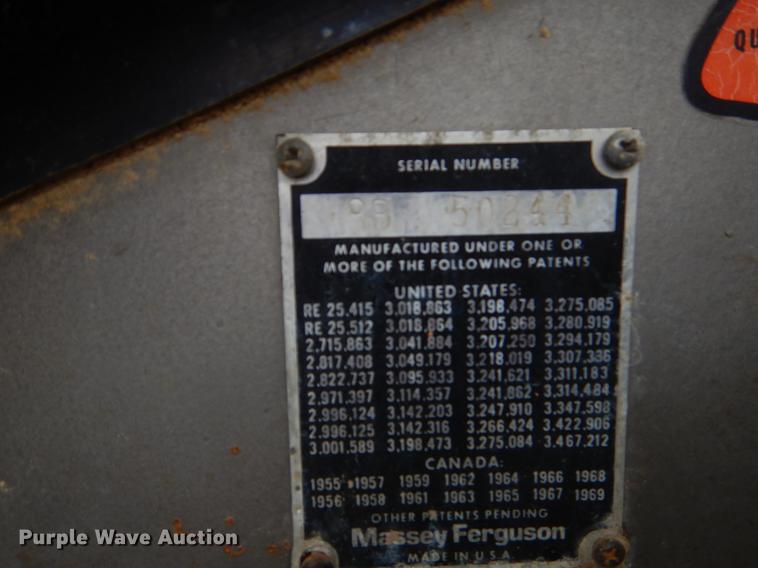 QU
SERIAL NUMBER
50244
MANUFACTURED UNDER ONE OR
MORE OF THE FOLLOWING PATENTS
UNITED STATES:
RE 25,415 3,018,863 3,198,474 3,275,085
RE 25,512 3,018,864 3,205,968 3,280,919
2,715,863 3,041,884 3,207,250 3,294,179
2,817,408 3,049,179 3,218,019 3,307,336
2,822,737 3,095,933 3,241,621 3,311,183
2,971,397 3,114,357 3,241,862 3,314,484
2,996,124 3,142,203 3,247,910 3,347,598
2,996,125 3,142,316 3,266,424 3,422,906
3,001,589 3,198,473 3,275,084 3,467,212
CANADA:
1955 1957 1959 1962 1964 1966 1968
1956 1958 1961 1963 1965 1967 1969
OTHER PATENTS PENDING
Massey Ferguson
MADE IN U.S.A.
Purple Wave Auction